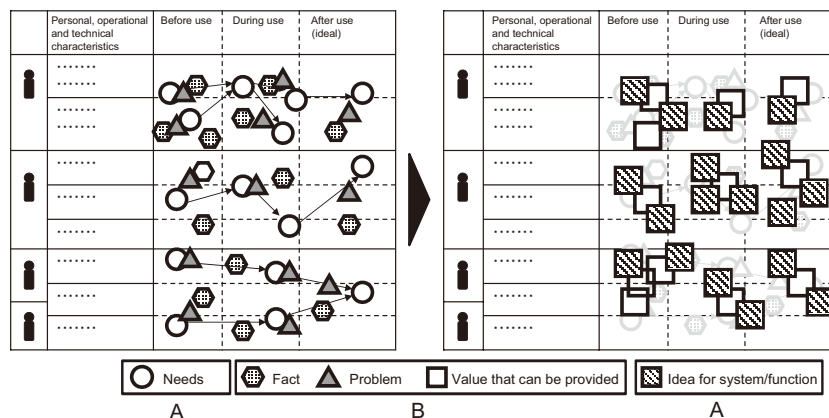 Personal, operational
and technical
characteristics
Before use
During use
After use
(ideal)
.......
.......
.......
.......
.......
.......
.......
.......
.......
.......
Personal, operational
and technical
characteristics
Before use
During use
After use
(ideal)
.......
.......
.......
.......
.......
.......
.......
.......
.......
.......
Needs
Fact
Problem
Value that can be provided
Idea for system/function
A
B
A